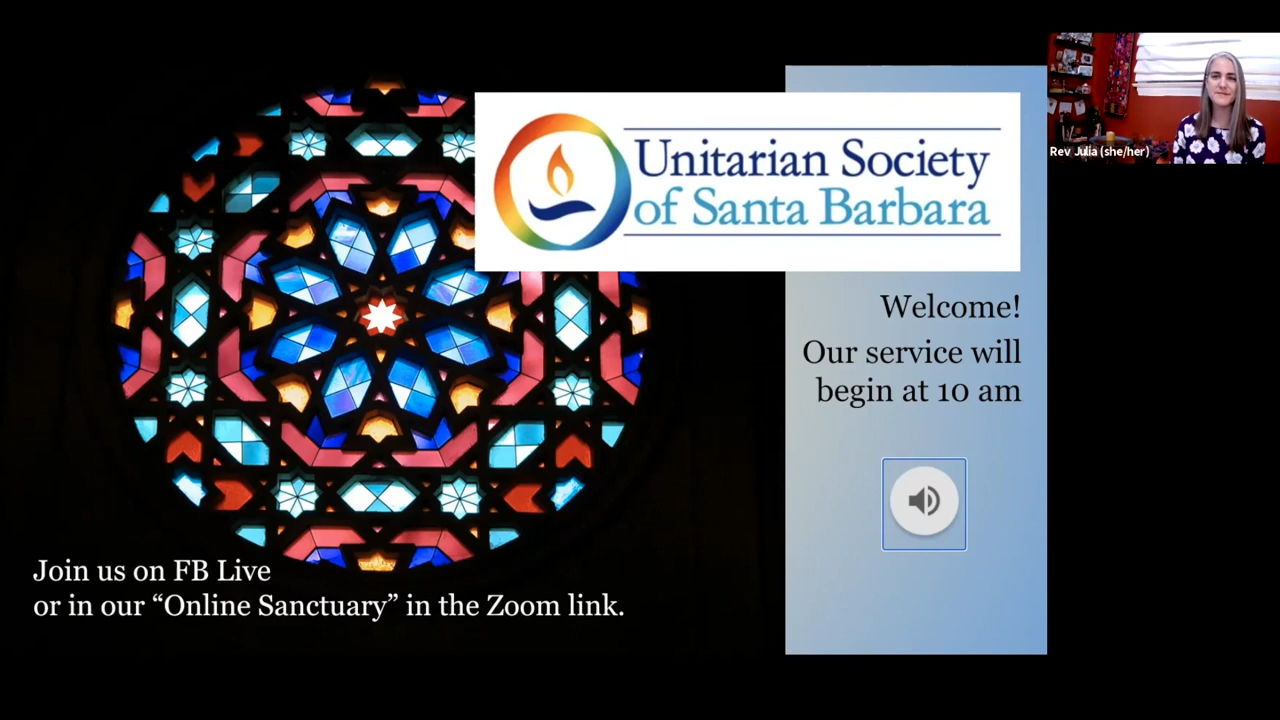 Unitarian Society
of Santa Barbara
Rev Julia (she/her)
Welcome!
Our service will
begin at 10 am
Join us on FB Live
or in our “Online Sanctuary” in the Zoom link.